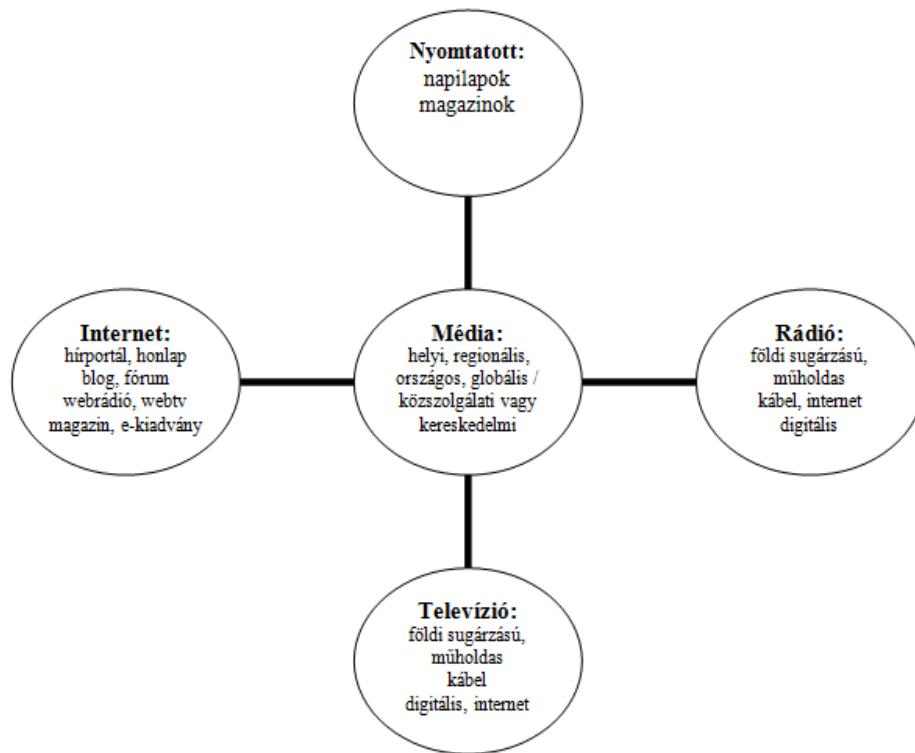 Nyomtatott:
napilapok
magazinok
Internet:
hírportál, honlap
blog, fórum
webrádió, webtv
magazin, e-kiadvány
Média:
helyi, regionális,
országos, globális /
közszolgálati vagy
kereskedelmi
Rádió:
földi sugárzású,
műholdas
kábel, internet
digitális
Televízió:
földi sugárzású,
műholdas
kábel
digitális, internet